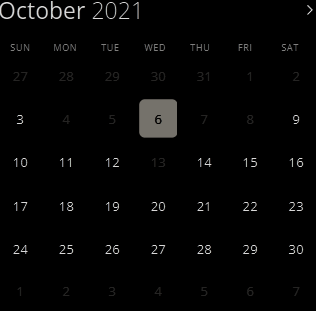 October 2021 >
SUN MON TUE WED THU FRI SAT
27 28 29 30 31 1 2
3 4 5 6 7 8 9
10 11 12 13 14 15 16
17 18 19 20 21 22 23
24 25 26 27 28 29 30
1 2 3 4 5 6 7